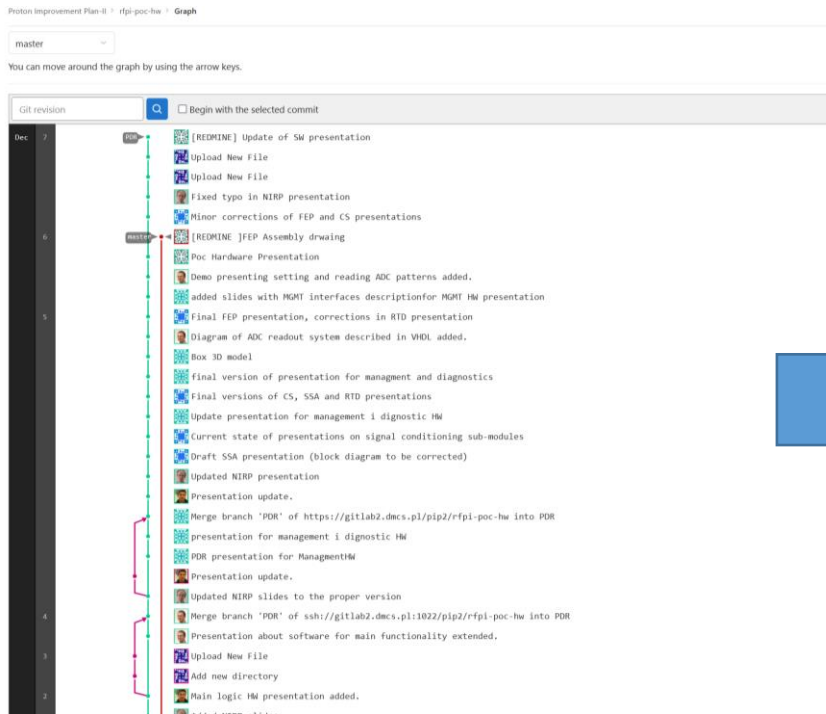 Proton Improvement Plan-II > rfpi-poc-hw > Graph
master
You can move around the graph by using the arrow keys.
Git revision
Begin with the selected commit
Dec 7 PDR [REDMINE] Update of SW presentation
Upload New File
Upload New File
Fixed typo in NIRP presentation
Minor corrections of FEP and CS presentations
6 master [REDMINE ]FEP Assembly drwaing
Poc Hardware Presentation
Demo presenting setting and reading ADC patterns added.
added slides with MGMT interfaces descriptionfor MGMT HW presentation
5 Final FEP presentation, corrections in RTD presentation
Diagram of ADC readout system described in VHDL added.
Box 3D model
final version of presentation for managment and diagnostics
Final versions of CS, SSA and RTD presentations
Update presentation for management i dignostic HW
Current state of presentations on signal conditioning sub-modules
Draft SSA presentation (block diagram to be corrected)
Updated NIRP presentation
Presentation update.
Merge branch 'PDR' of https://gitlab2.dmcs.pl/pip2/rfpi-poc-hw into PDR
presentation for management i dignostic HW
PDR presentation for ManagmentHW
Presentation update.
Updated NIRP slides to the proper version
4 Merge branch 'PDR' of ssh://gitlab2.dmcs.pl:1022/pip2/rfpi-poc-hw into PDR
Presentation about software for main functionality extended.
3 Upload New File
Add new directory
2 Main logic HW presentation added.